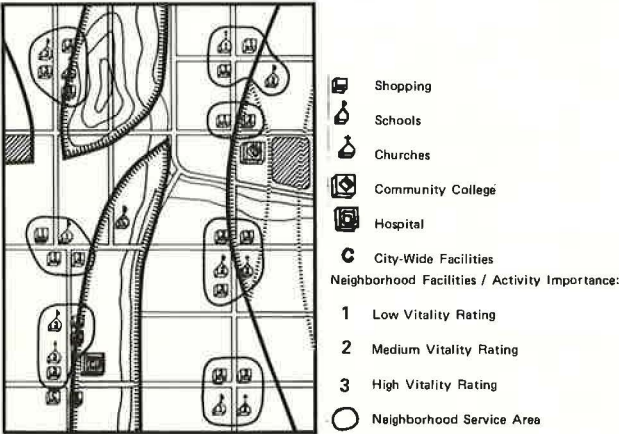 Shopping
Schools
Churches
Community College
Hospital
C City-Wide Facilities
Neighborhood Facilities / Activity Importance:
1 Low Vitality Rating
2 Medium Vitality Rating
3 High Vitality Rating
Neighborhood Service Area